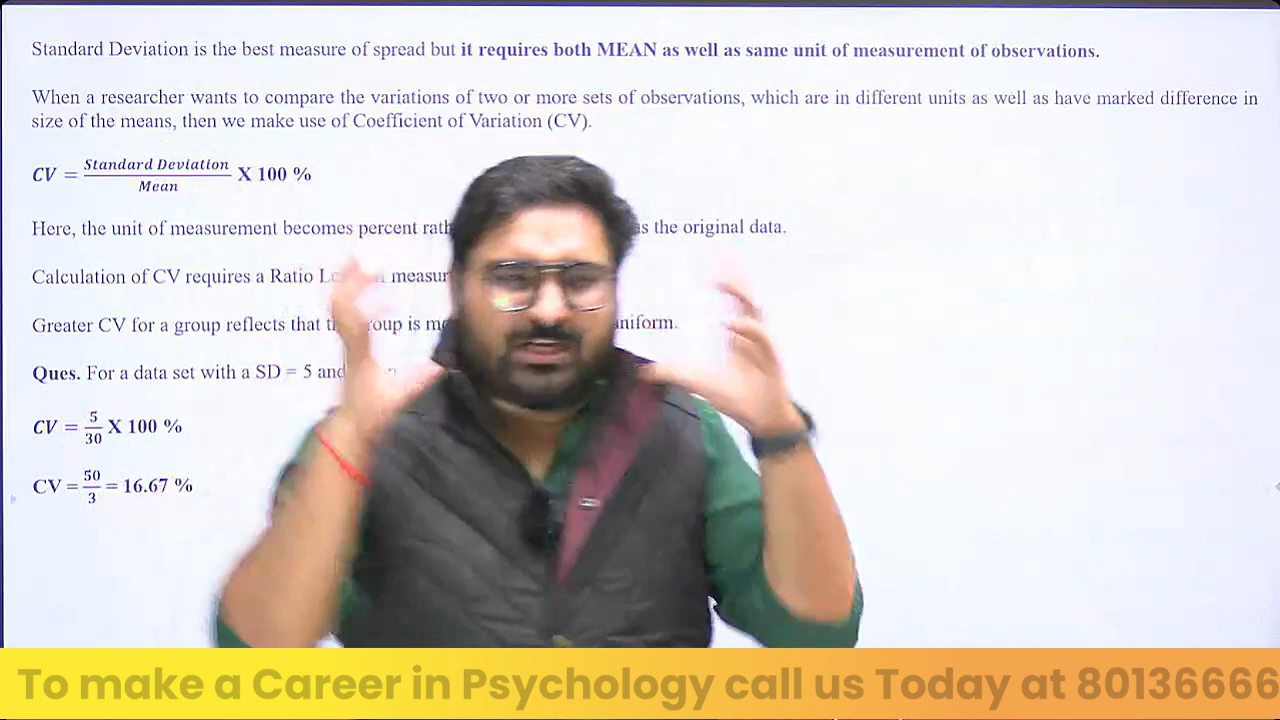 Standard Deviation is the best measure of spread but it requires both MEAN as well as same unit of measurement of observations.
When a researcher wants to compare the variations of two or more sets of observations, which are in different units as well as have marked difference in
size of the means, then we make use of Coefficient of Variation (CV).
CV = Standard Deviation / Mean X 100 %
Here, the unit of measurement becomes percent as the original data.
Calculation of CV requires a Ratio
Greater CV for a group reflects that is
Ques. For a data set with a SD = 5 and
CV = 5/30 X 100 %
CV = 50/3 = 16.67 %
To make a Career in Psychology call us Today at 80136666